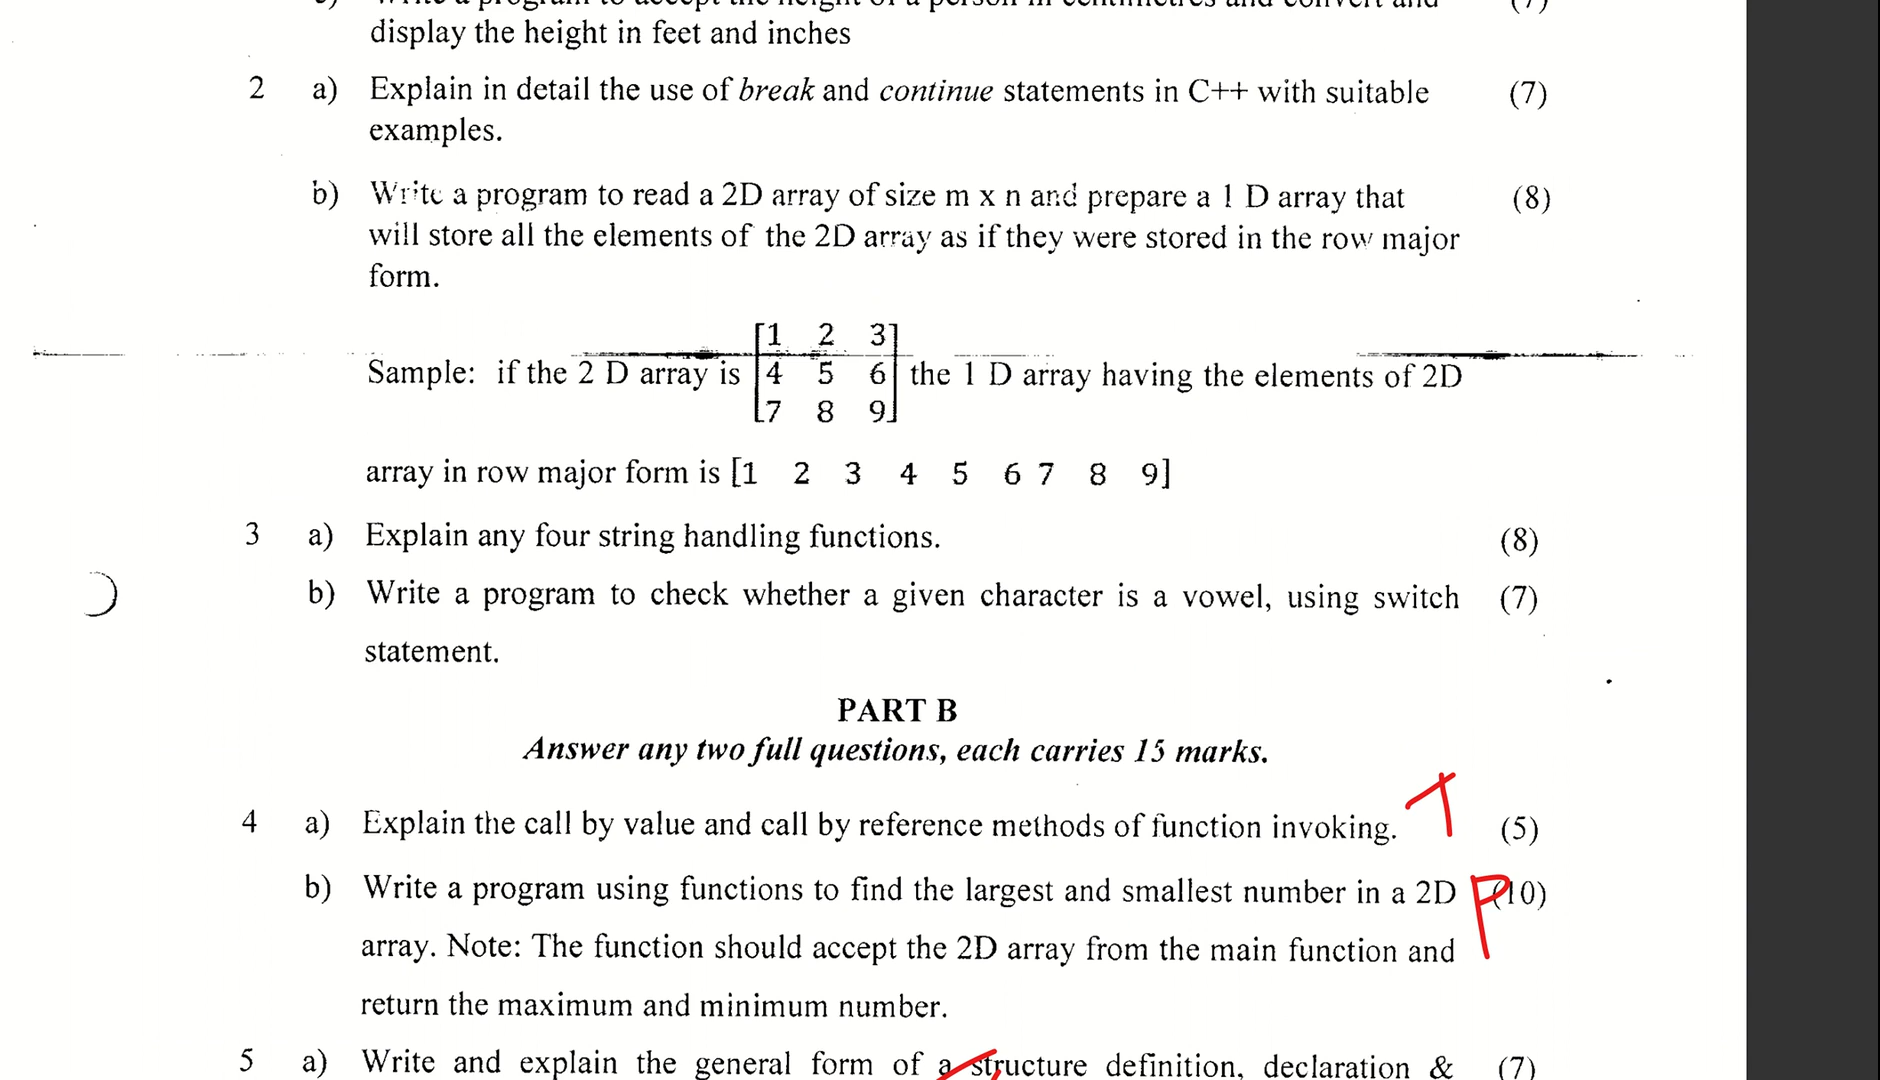 display the height in feet and inches
2 a) Explain in detail the use of break and continue statements in C++ with suitable (7)
examples.
b) Write a program to read a 2D array of size m x n and prepare a 1 D array that (8)
will store all the elements of the 2D array as if they were stored in the row major
form.
1 2 3
Sample: if the 2 D array is 4 5 6 the 1 D array having the elements of 2D
7 8 9
array in row major form is [1 2 3 4 5 6 7 8 9]
3 a) Explain any four string handling functions. (8)
b) Write a program to check whether a given character is a vowel, using switch (7)
statement.
PART B
Answer any two full questions, each carries 15 marks.
4 a) Explain the call by value and call by reference methods of function invoking. T (5)
b) Write a program using functions to find the largest and smallest number in a 2D P (10)
array. Note: The function should accept the 2D array from the main function and
return the maximum and minimum number.
5 a) Write and explain the general form of a structure definition, declaration & (7)